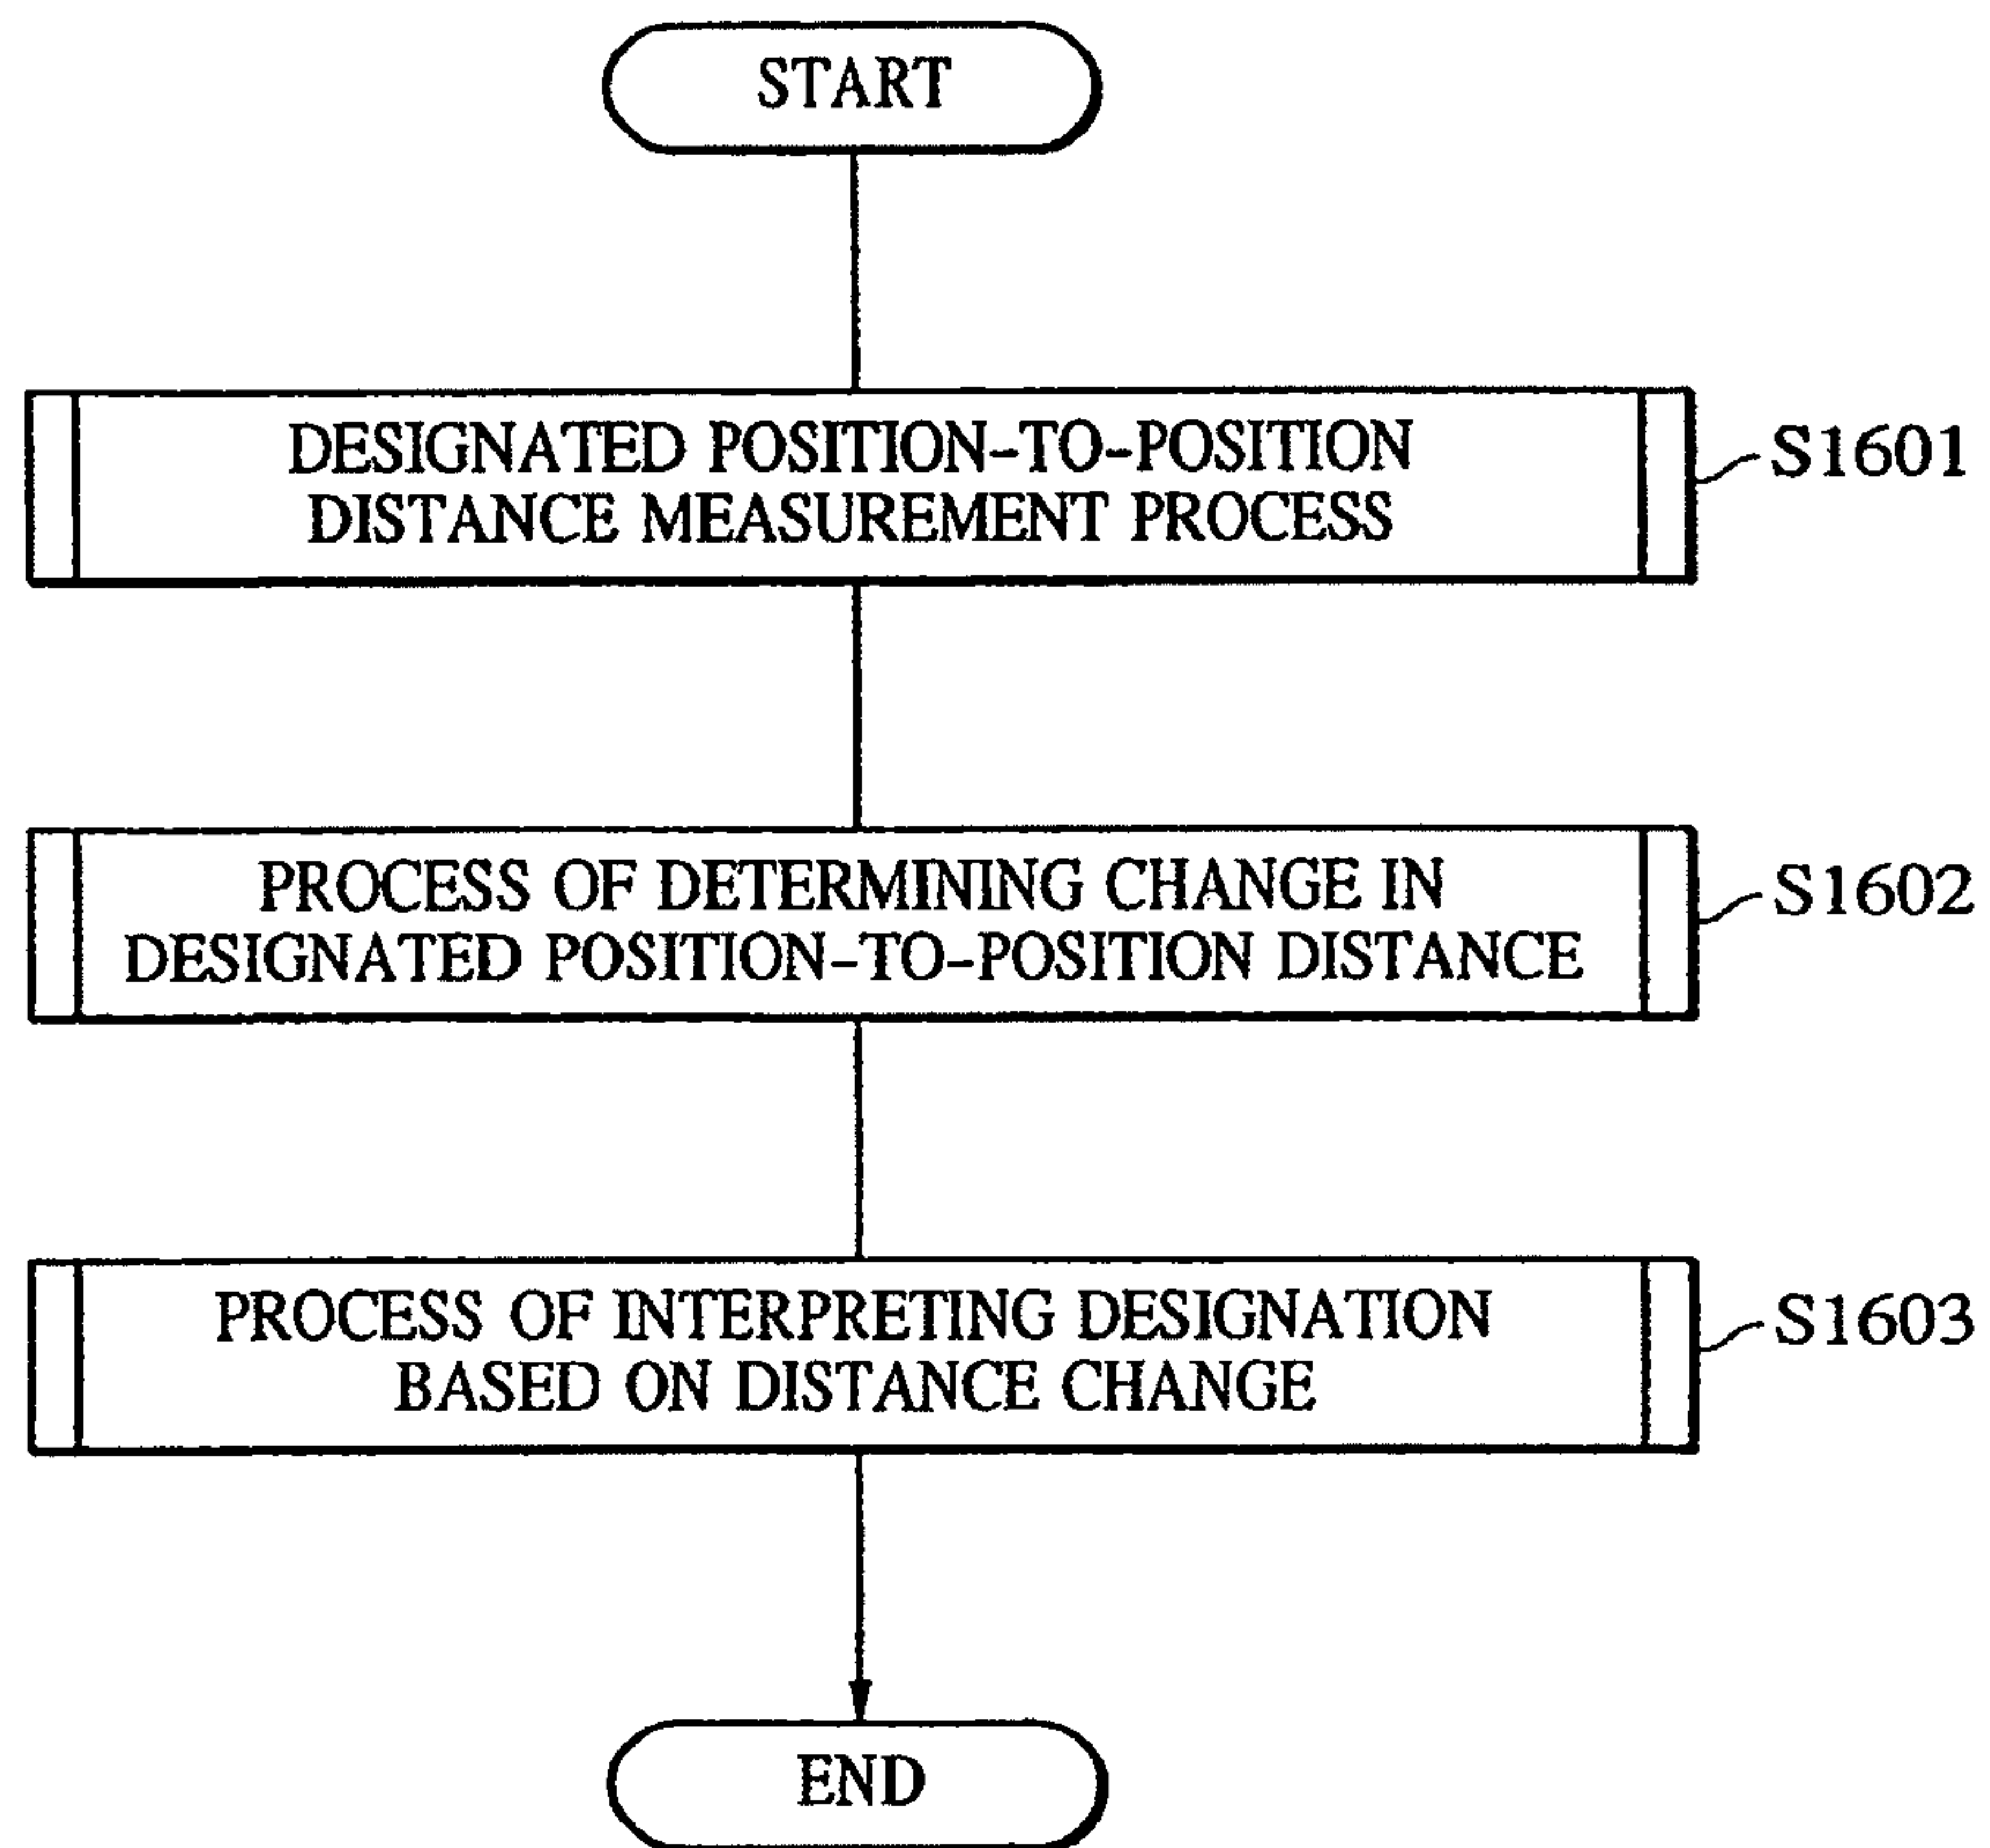 START
DESIGNATED POSITION-TO-POSITION
DISTANCE MEASUREMENT PROCESS
S1601
PROCESS OF DETERMINING CHANGE IN
DESIGNATED POSITION-TO-POSITION DISTANCE
S1602
PROCESS OF INTERPRETING DESIGNATION
BASED ON DISTANCE CHANGE
S1603
END